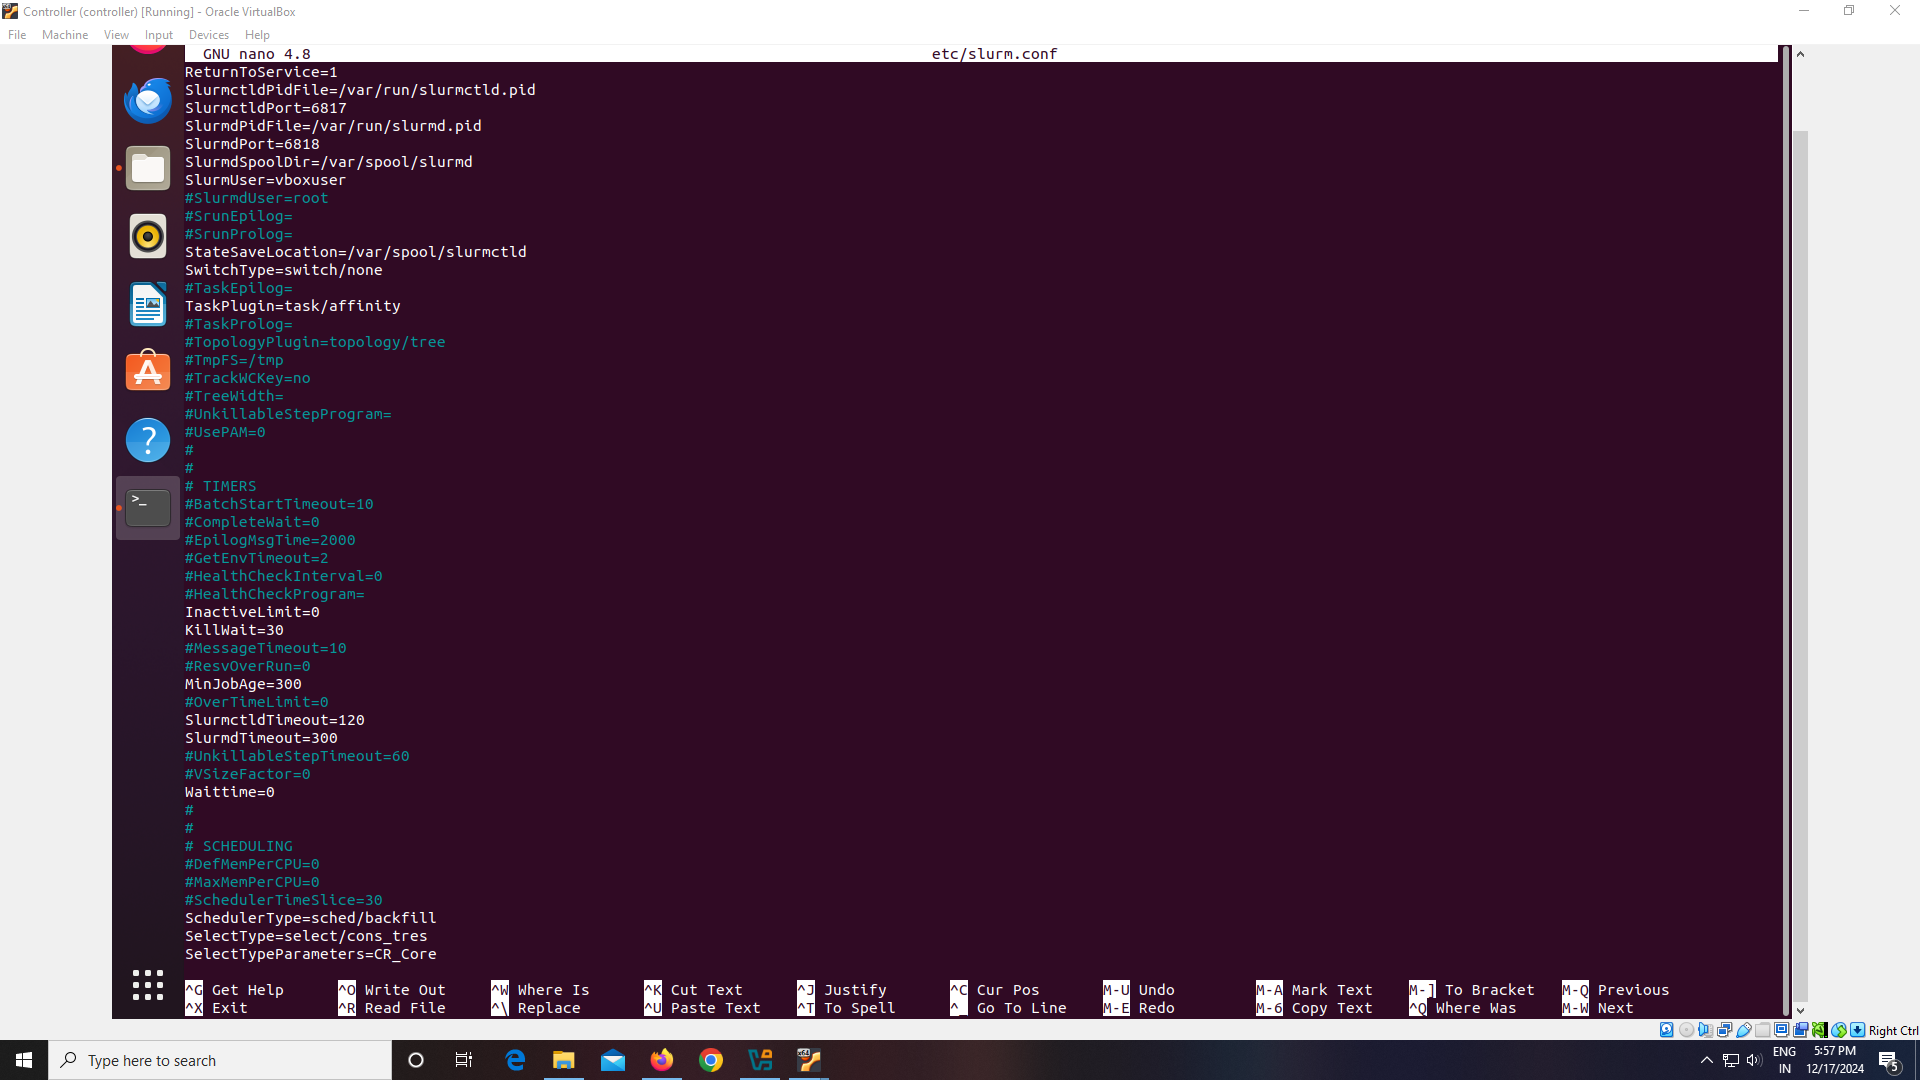 Controller (controller) [Running] - Oracle VirtualBox
File Machine View Input Devices Help
GNU nano 4.8 etc/slurm.conf
ReturnToService=1
SlurmctldPidFile=/var/run/slurmctld.pid
SlurmctldPort=6817
SlurmdPidFile=/var/run/slurmd.pid
SlurmdPort=6818
SlurmdSpoolDir=/var/spool/slurmd
SlurmUser=vboxuser
#SlurmdUser=root
#SrunEpilog=
#SrunProlog=
StateSaveLocation=/var/spool/slurmctld
SwitchType=switch/none
#TaskEpilog=
TaskPlugin=task/affinity
#TaskProlog=
#TopologyPlugin=topology/tree
#TmpFS=/tmp
#TrackWCKey=no
#TreeWidth=
#UnkillableStepProgram=
#UsePAM=0
#
#
# TIMERS
#BatchStartTimeout=10
#CompleteWait=0
#EpilogMsgTime=2000
#GetEnvTimeout=2
#HealthCheckInterval=0
#HealthCheckProgram=
InactiveLimit=0
KillWait=30
#MessageTimeout=10
#ResvOverRun=0
MinJobAge=300
#OverTimeLimit=0
SlurmctldTimeout=120
SlurmdTimeout=300
#UnkillableStepTimeout=60
#VSizeFactor=0
Waittime=0
#
#
# SCHEDULING
#DefMemPerCPU=0
#MaxMemPerCPU=0
#SchedulerTimeSlice=30
SchedulerType=sched/backfill
SelectType=select/cons_tres
SelectTypeParameters=CR_Core
^G Get Help ^O Write Out ^W Where Is ^K Cut Text ^J Justify ^C Cur Pos M-U Undo M-A Mark Text M-] To Bracket M-Q Previous
^X Exit ^R Read File ^\ Replace ^U Paste Text ^T To Spell ^_ Go To Line M-E Redo M-6 Copy Text ^Q Where Was M-W Next
Right Ctrl
Type here to search
ENG
IN
5:57 PM
12/17/2024
5